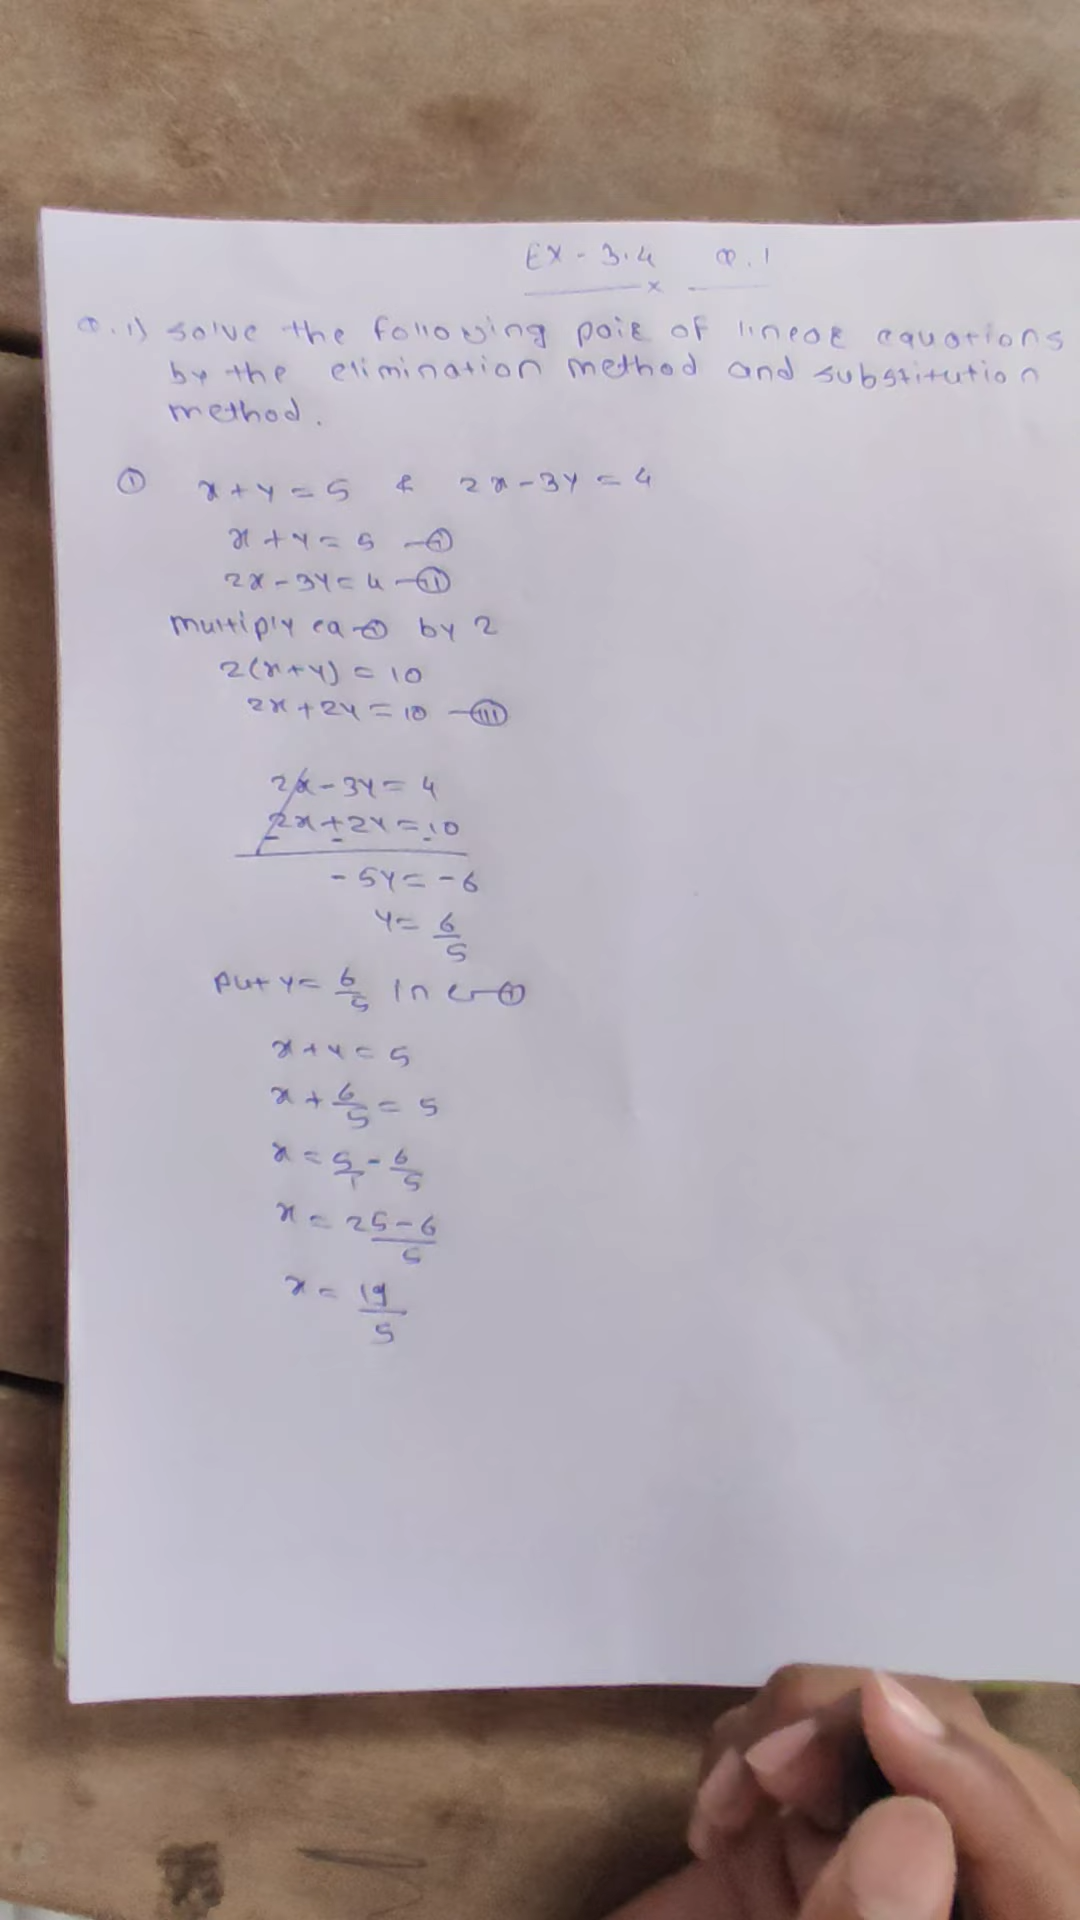 EX - 3.4 Q.1
Q.1) solve the following pair of linear equations
by the elimination method and substitution
method.
① x+y=5 & 2x-3y=4
x+y=5 —Ⓘ
2x-3y=4 —Ⓘ Ⓘ
multiply eq-Ⓘ by 2
2(x+y)=10
2x+2y=10 —ⒾⒾⒾ
2x-3y=4
2x+2y=10
- - -
-5y=-6
y=6/5
put y=6/5 in e-Ⓘ
x+y=5
x+6/5=5
x=5/1-6/5
x=25-6/5
x=19/5